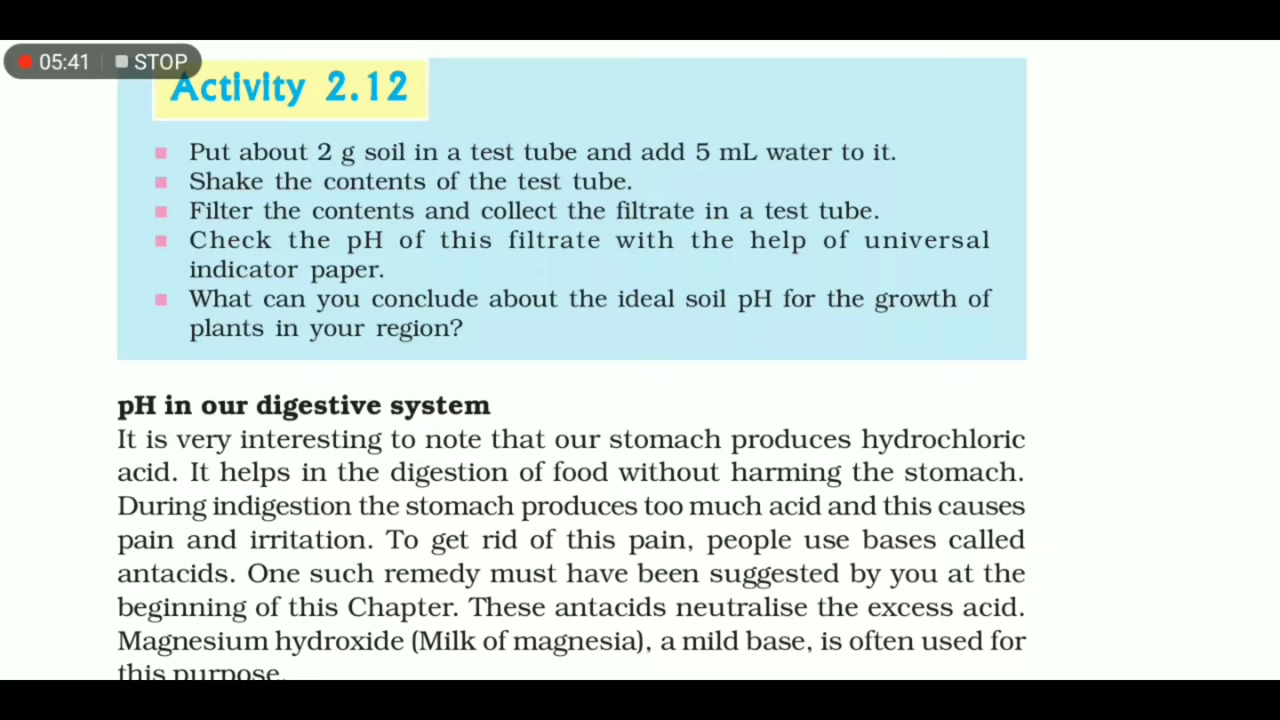 05:41 STOP
Activity 2.12
Put about 2 g soil in a test tube and add 5 mL water to it.
Shake the contents of the test tube.
Filter the contents and collect the filtrate in a test tube.
Check the pH of this filtrate with the help of universal
indicator paper.
What can you conclude about the ideal soil pH for the growth of
plants in your region?
pH in our digestive system
It is very interesting to note that our stomach produces hydrochloric
acid. It helps in the digestion of food without harming the stomach.
During indigestion the stomach produces too much acid and this causes
pain and irritation. To get rid of this pain, people use bases called
antacids. One such remedy must have been suggested by you at the
beginning of this Chapter. These antacids neutralise the excess acid.
Magnesium hydroxide (Milk of magnesia), a mild base, is often used for
this purpose.